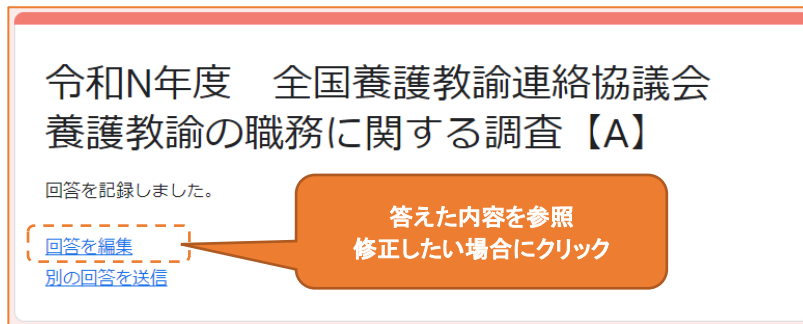 令和N年度　全国養護教諭連絡協議会
養護教諭の職務に関する調査【A】
回答を記録しました。
答えた内容を参照
修正したい場合にクリック
回答を編集
別の回答を送信